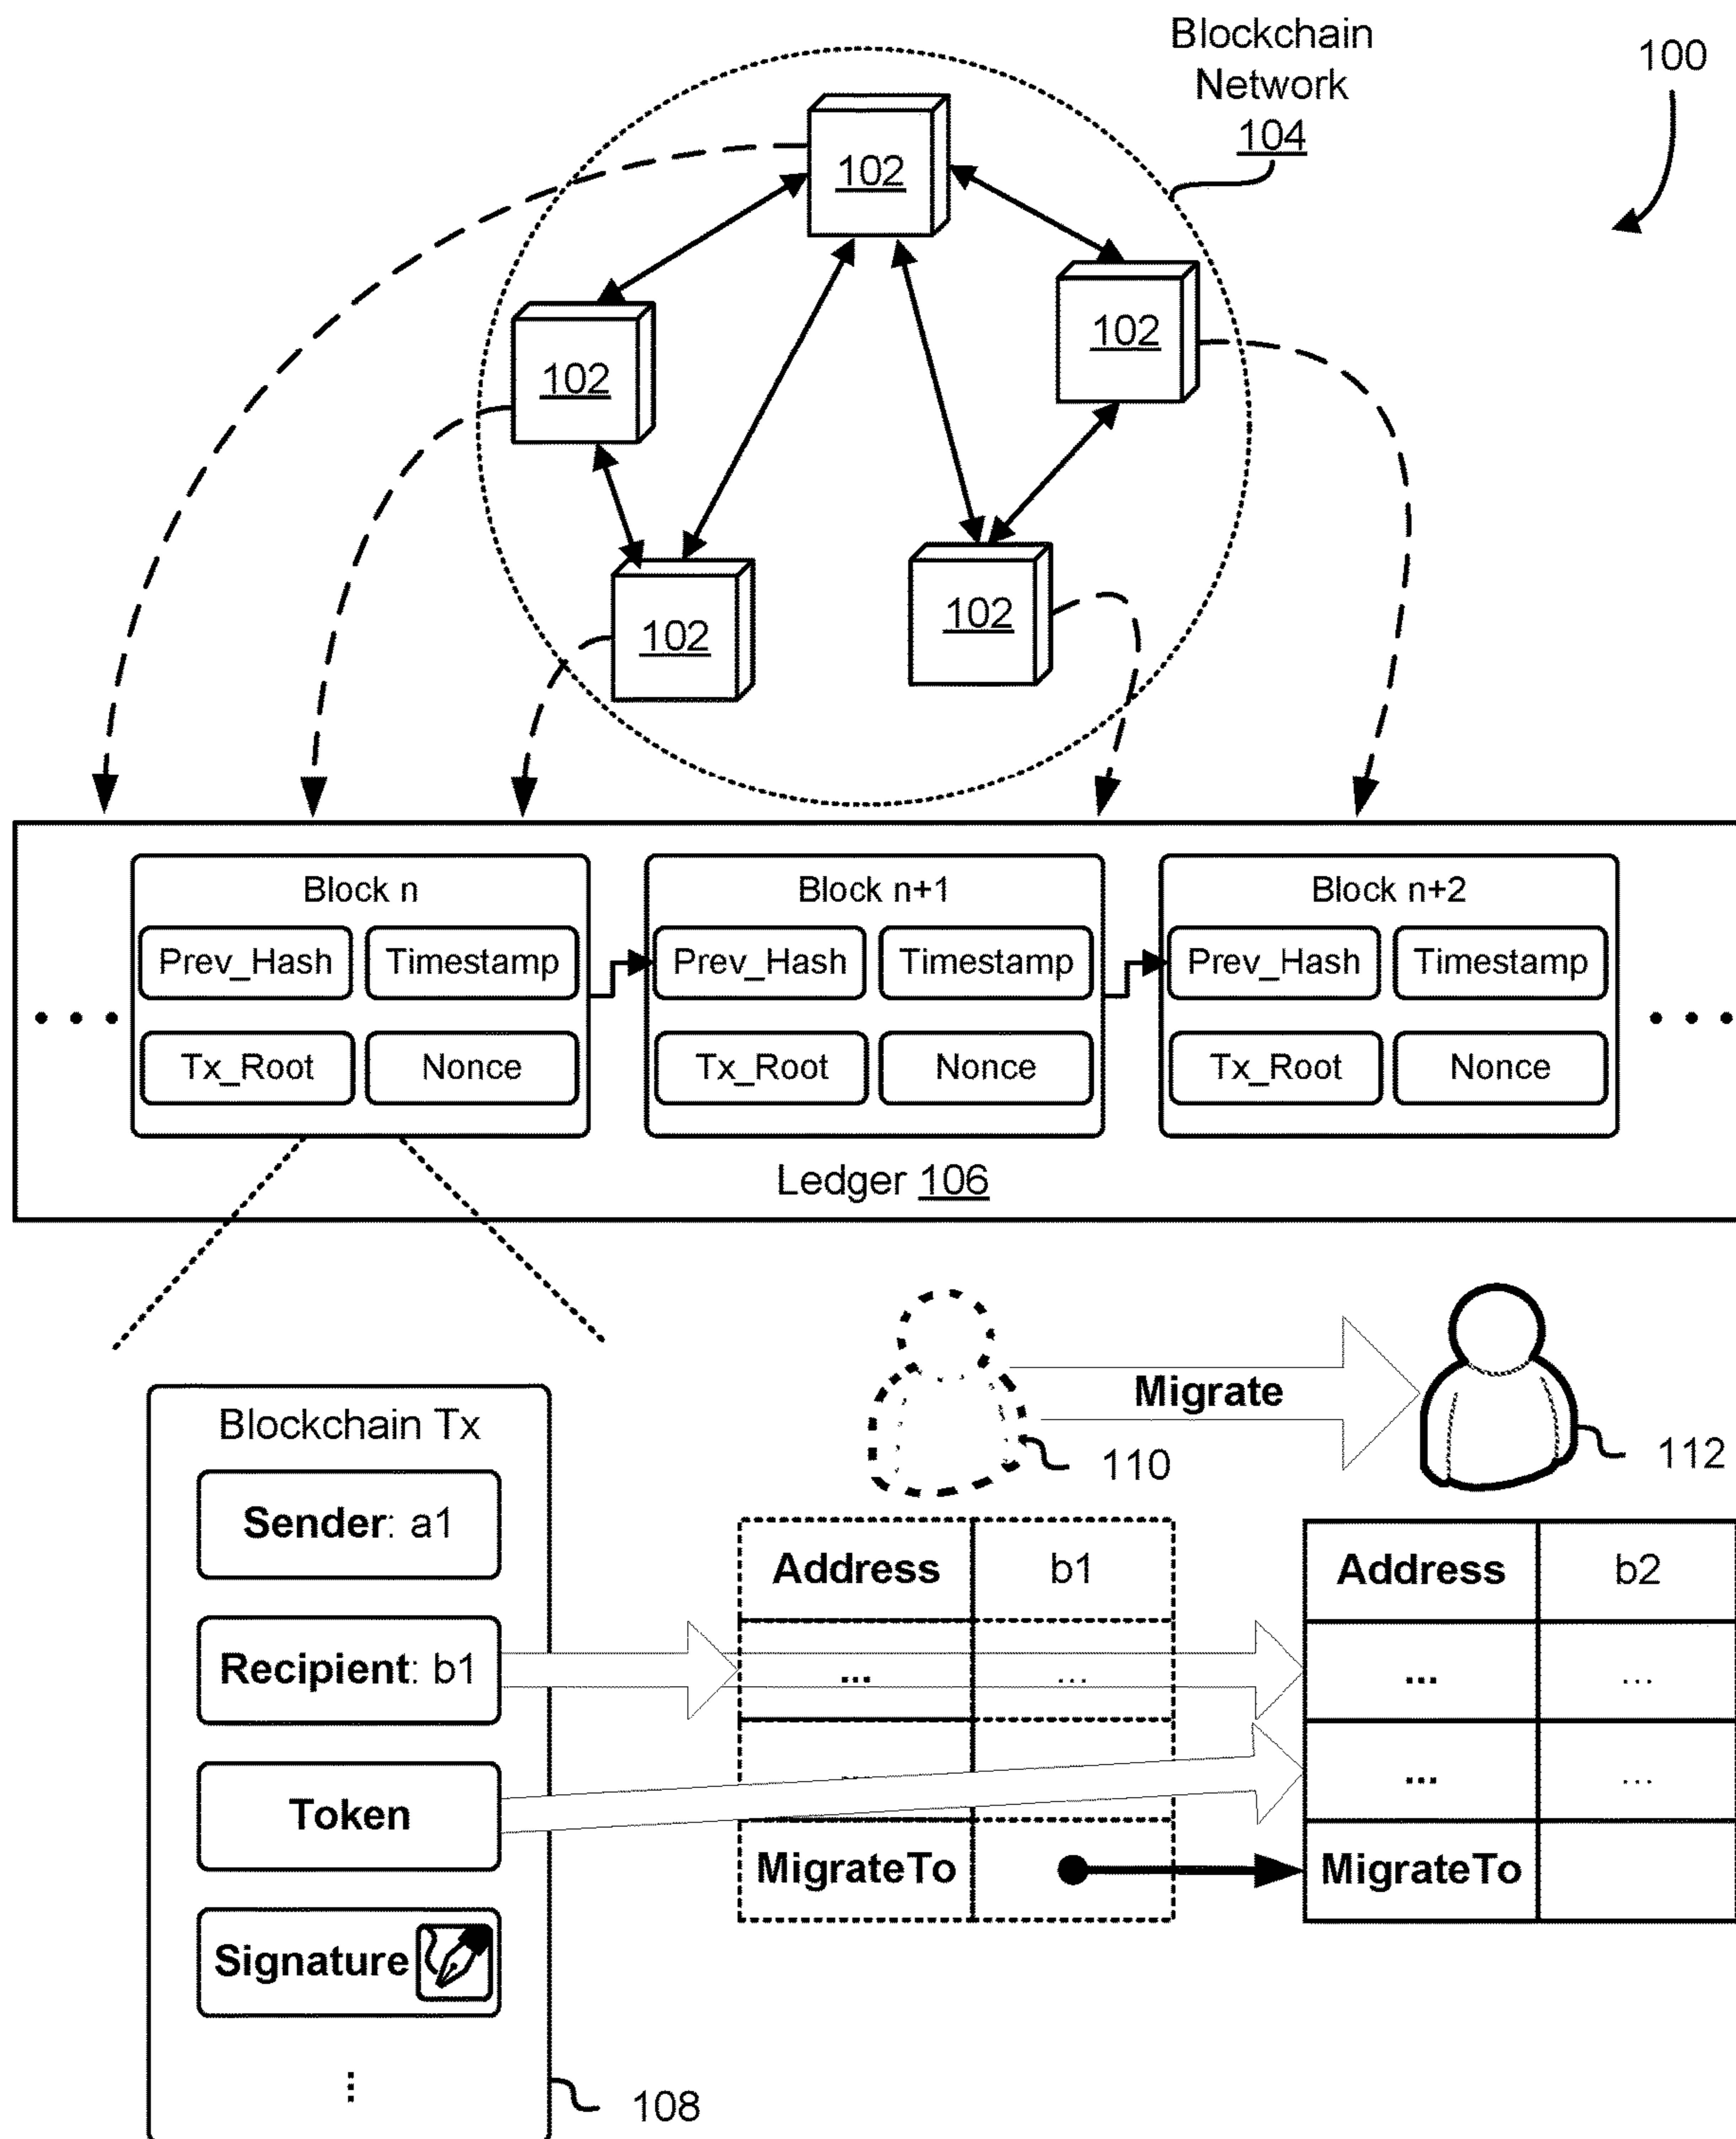 Blockchain
Network
104
100
102
102
102
102
102
Block n
Prev_Hash
Timestamp
Tx_Root
Nonce
Block n+1
Prev_Hash
Timestamp
Tx_Root
Nonce
Block n+2
Prev_Hash
Timestamp
Tx_Root
Nonce
Ledger 106
Migrate
110
112
Blockchain Tx
Sender: a1
Recipient: b1
Token
Signature
⋮
108
Address b1
... ...
...
MigrateTo
Address b2
... ...
... ...
MigrateTo